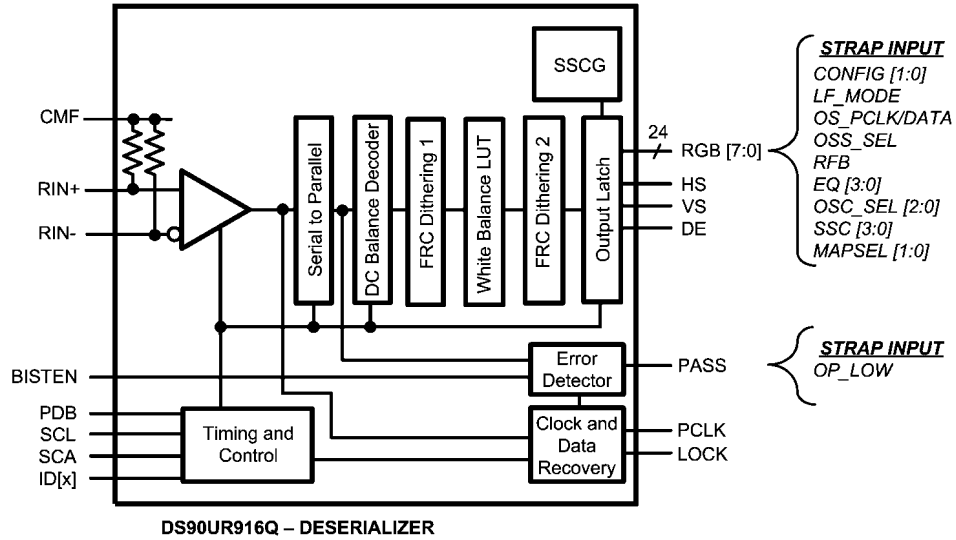 SSCG
STRAP INPUT
CONFIG [1:0]
LF_MODE
OS_PCLK/DATA
OSS_SEL
RFB
EQ [3:0]
OSC_SEL [2:0]
SSC [3:0]
MAPSEL [1:0]
CMF
RIN+
RIN-
Serial to Parallel
DC Balance Decoder
FRC Dithering 1
White Balance LUT
FRC Dithering 2
Output Latch
24
RGB [7:0]
HS
VS
DE
STRAP INPUT
OP_LOW
Error
Detector
PASS
BISTEN
PDB
SCL
SCA
ID[x]
Timing and
Control
Clock and
Data
Recovery
PCLK
LOCK
DS90UR916Q – DESERIALIZER